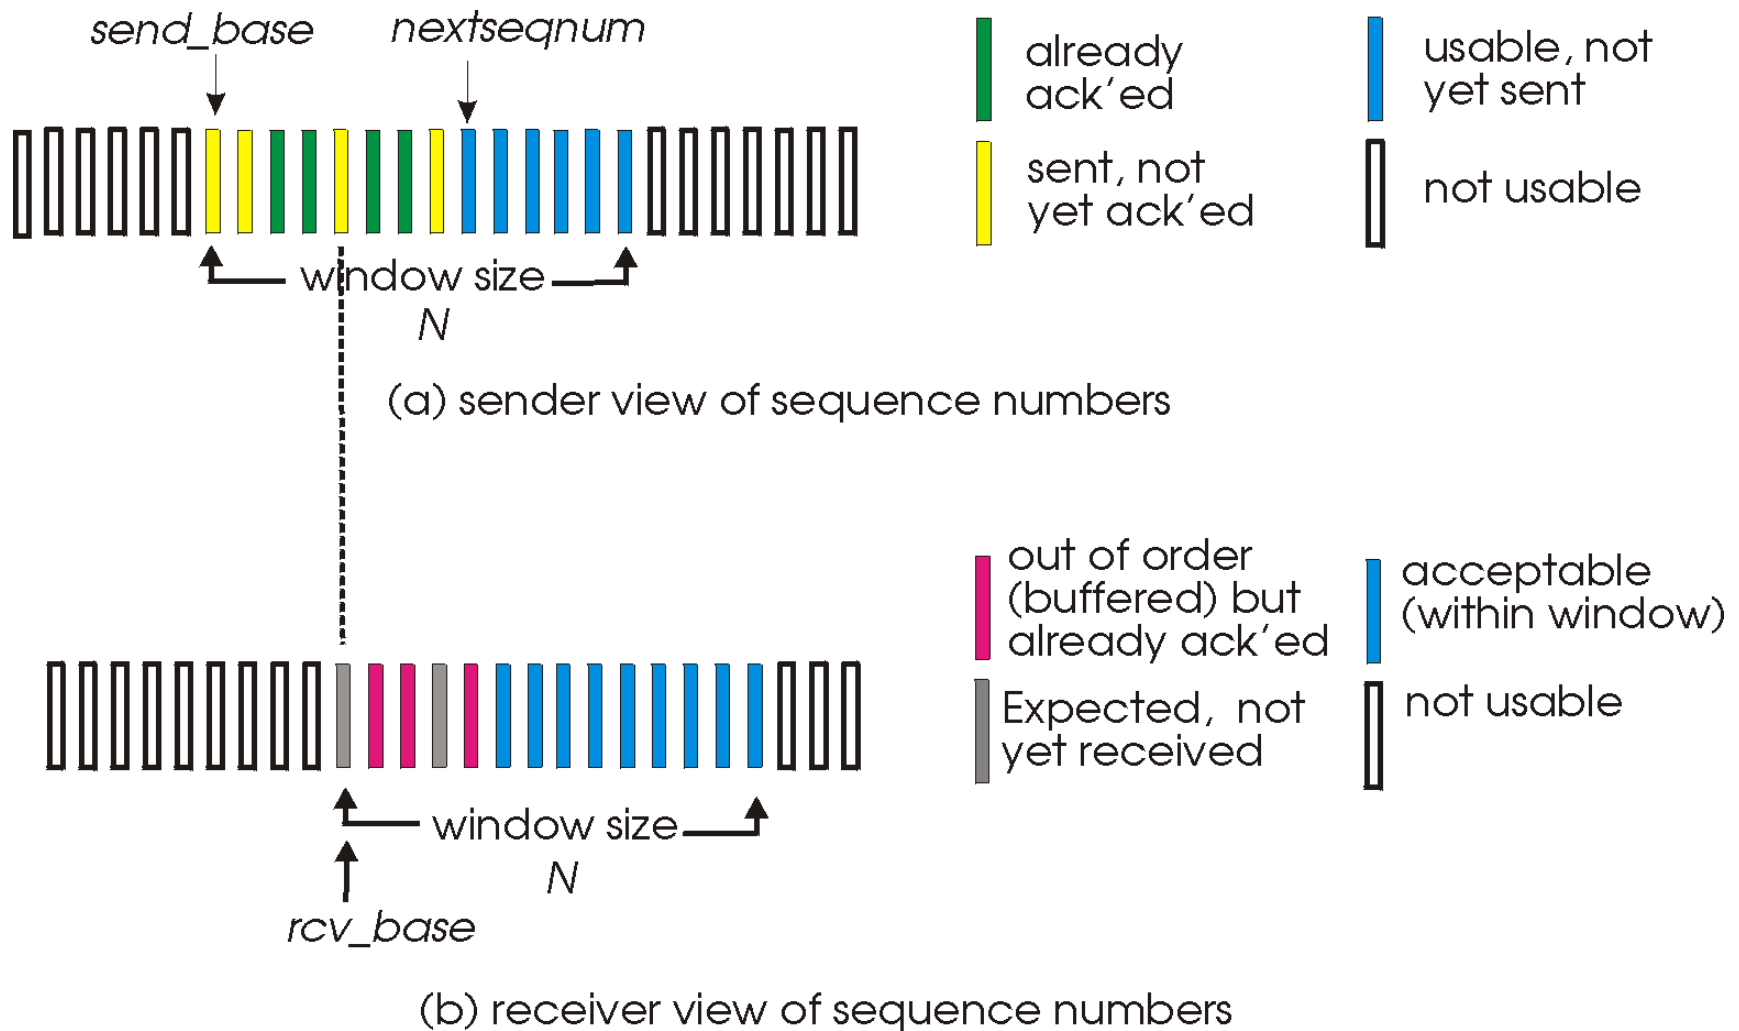 send_base
nextseqnum
already
ack'ed
usable, not
yet sent
sent, not
yet ack'ed
not usable
window size
N
(a) sender view of sequence numbers
out of order
(buffered) but
already ack'ed
acceptable
(within window)
Expected, not
yet received
not usable
window size
N
rcv_base
(b) receiver view of sequence numbers